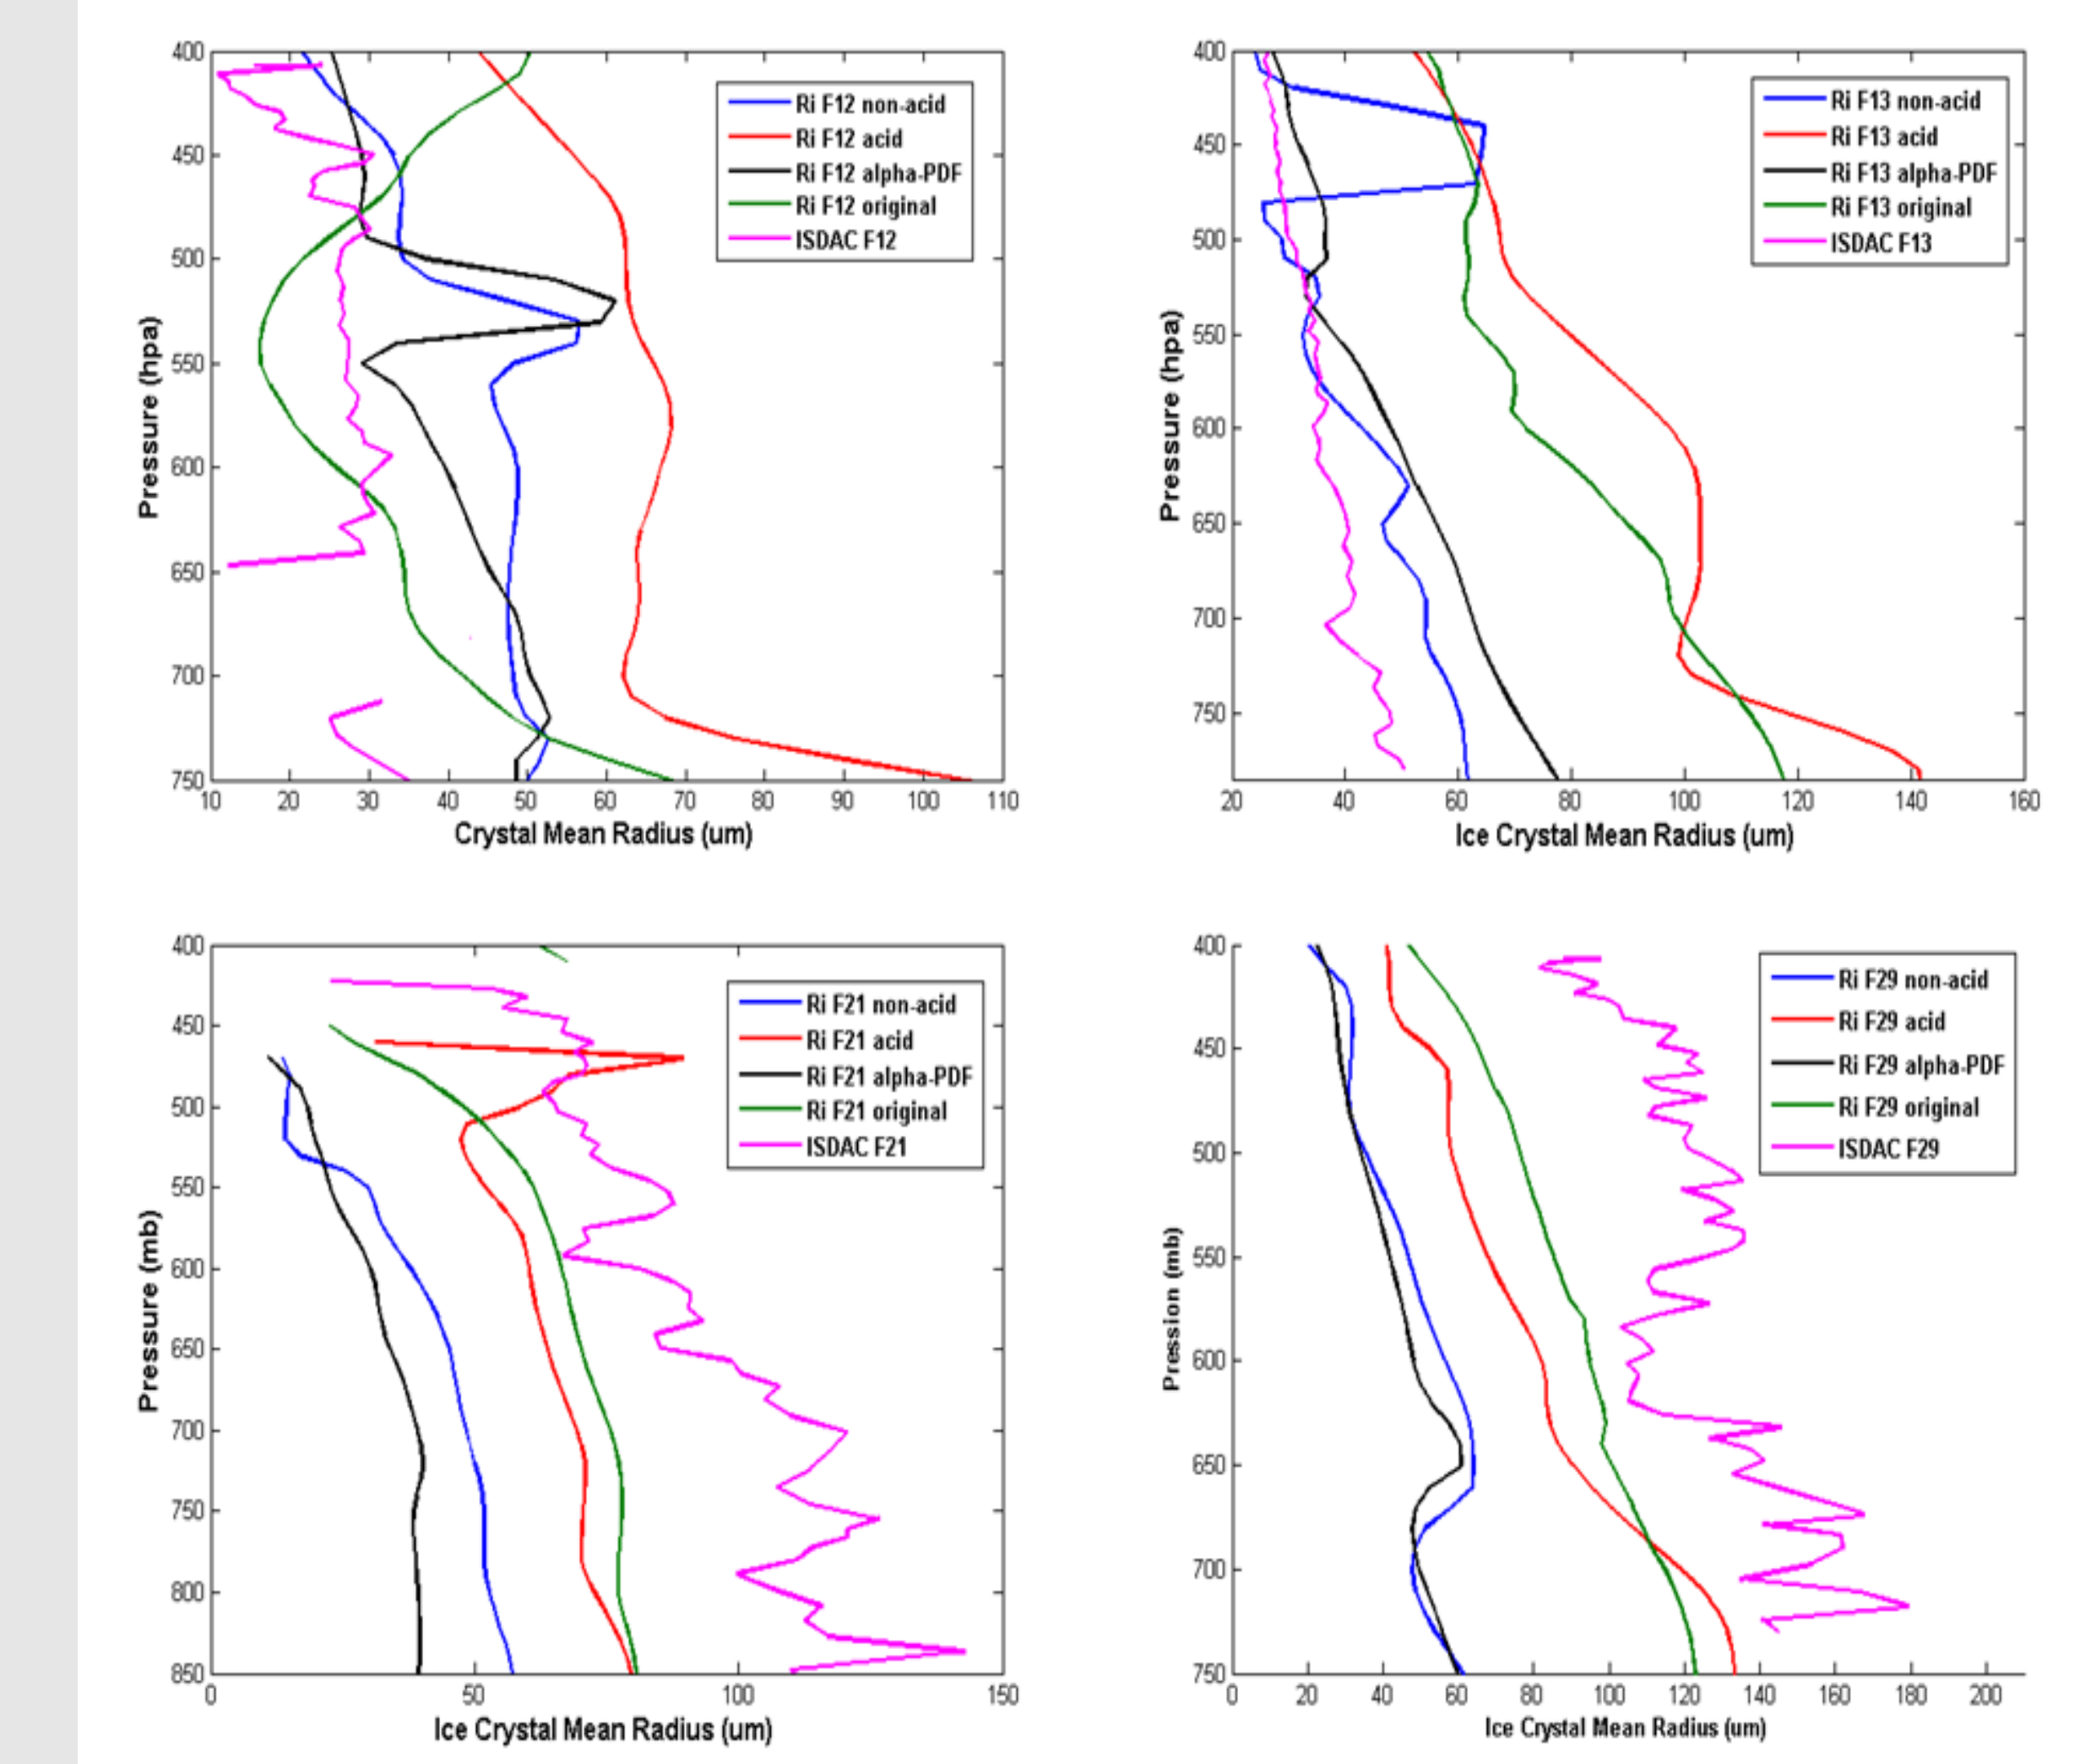 400
450
500
550
600
650
700
750
Pressure (hpa)
Ri F12 non-acid
Ri F12 acid
Ri F12 alpha-PDF
Ri F12 original
ISDAC F12
10 20 30 40 50 60 70 80 90 100 110
Crystal Mean Radius (um)
400
450
500
550
600
650
700
750
Pressure (hpa)
Ri F13 non-acid
Ri F13 acid
Ri F13 alpha-PDF
Ri F13 original
ISDAC F13
20 40 60 80 100 120 140 160
Ice Crystal Mean Radius (um)
400
450
500
550
600
650
700
750
800
850
Pressure (mb)
Ri F21 non-acid
Ri F21 acid
Ri F21 alpha-PDF
Ri F21 original
ISDAC F21
0 50 100 150
Ice Crystal Mean Radius (um)
400
450
500
550
600
650
700
750
Pression (mb)
Ri F29 non-acid
Ri F29 acid
Ri F29 alpha-PDF
Ri F29 original
ISDAC F29
0 20 40 60 80 100 120 140 160 180 200
Ice Crystal Mean Radius (um)